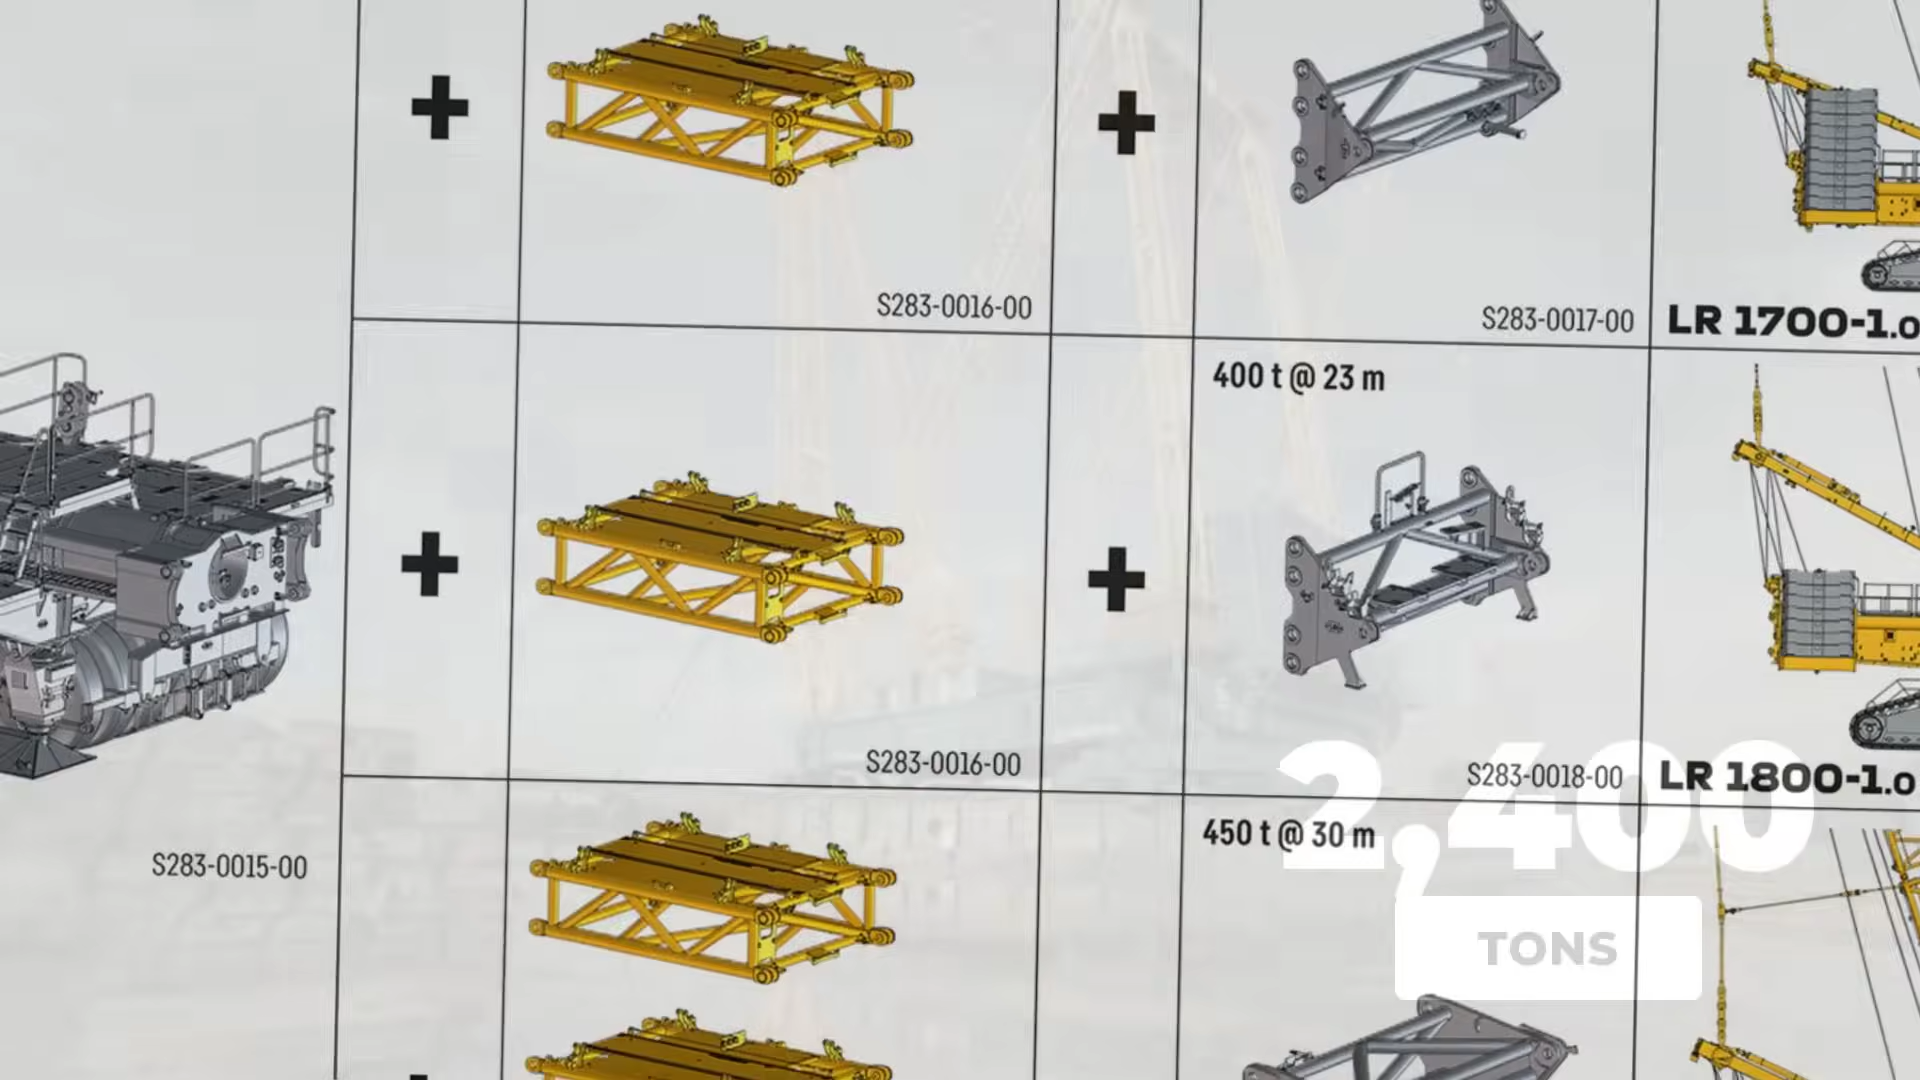 S283-0016-00
S283-0017-00
LR 1700-1.0
400 t @ 23 m
S283-0016-00
S283-0018-00
LR 1800-1.0
S283-0015-00
450 t @ 30 m
2,400
TONS